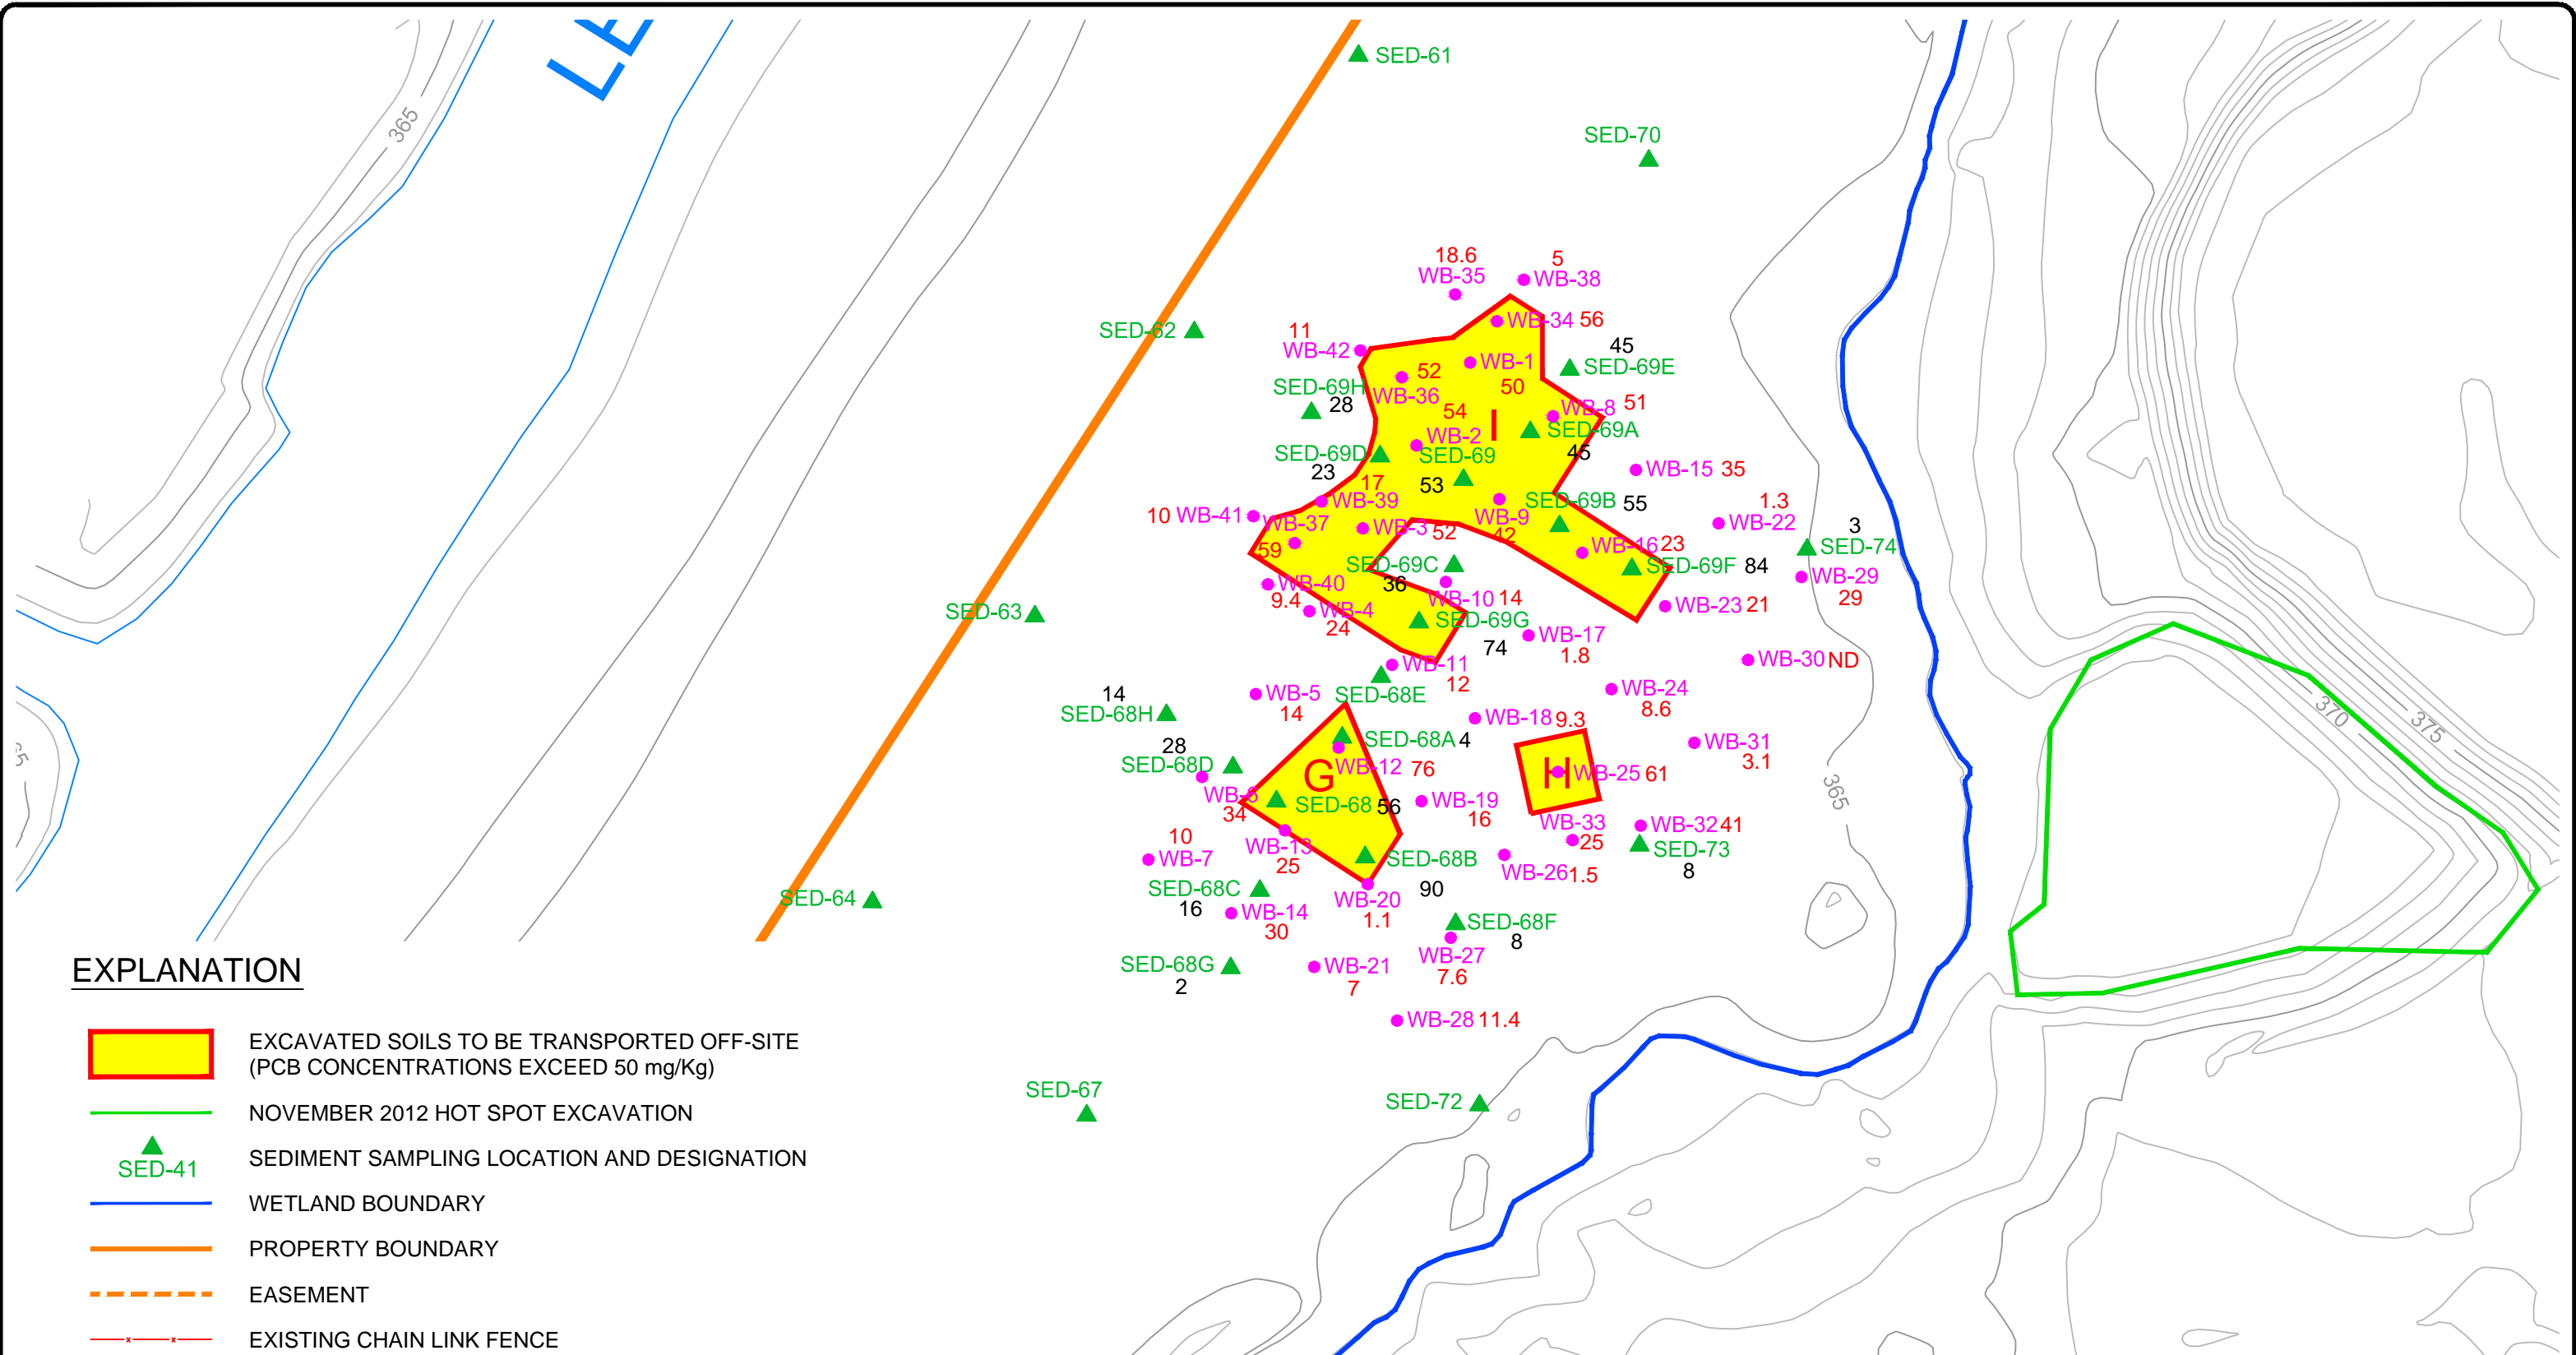 LE
365
SED-61
SED-70
18.6
WB-35
5
WB-38
WB-34 56
SED-62
11
WB-42
WB-1
50
45
SED-69E
52
WB-36
SED-69H
28
54
WB-2
I
WB-8 51
SED-69A
45
SED-69D
23
SED-69
53
17
WB-39
WB-15 35
SED-69B 55
10 WB-41
WB-37
59
WB-3 52
WB-9
42
1.3
WB-22
3
SED-74
WB-16 23
SED-69C
36
SED-69F 84
WB-29
29
WB-40
9.4
WB-10 14
WB-23 21
SED-63
WB-4
24
SED-69G
74
WB-17
1.8
WB-30 ND
WB-11
12
SED-68E
14
SED-68H
WB-5
14
WB-24
8.6
370
375
WB-18 9.3
28
SED-68D
SED-68A 4
WB-31
3.1
G
WB-12 76
H
WB-25 61
365
WB-6
34
SED-68 56
WB-19
16
WB-33
25
WB-32 41
SED-73
8
10
WB-7
WB-13
25
SED-68B
90
WB-26 1.5
SED-64
SED-68C
16
WB-20
1.1
WB-14
30
SED-68F
8
WB-27
7.6
SED-68G
2
WB-21
7
WB-28 11.4
SED-67
SED-72
EXPLANATION
EXCAVATED SOILS TO BE TRANSPORTED OFF-SITE
(PCB CONCENTRATIONS EXCEED 50 mg/Kg)
NOVEMBER 2012 HOT SPOT EXCAVATION
SED-41
SEDIMENT SAMPLING LOCATION AND DESIGNATION
WETLAND BOUNDARY
PROPERTY BOUNDARY
EASEMENT
EXISTING CHAIN LINK FENCE